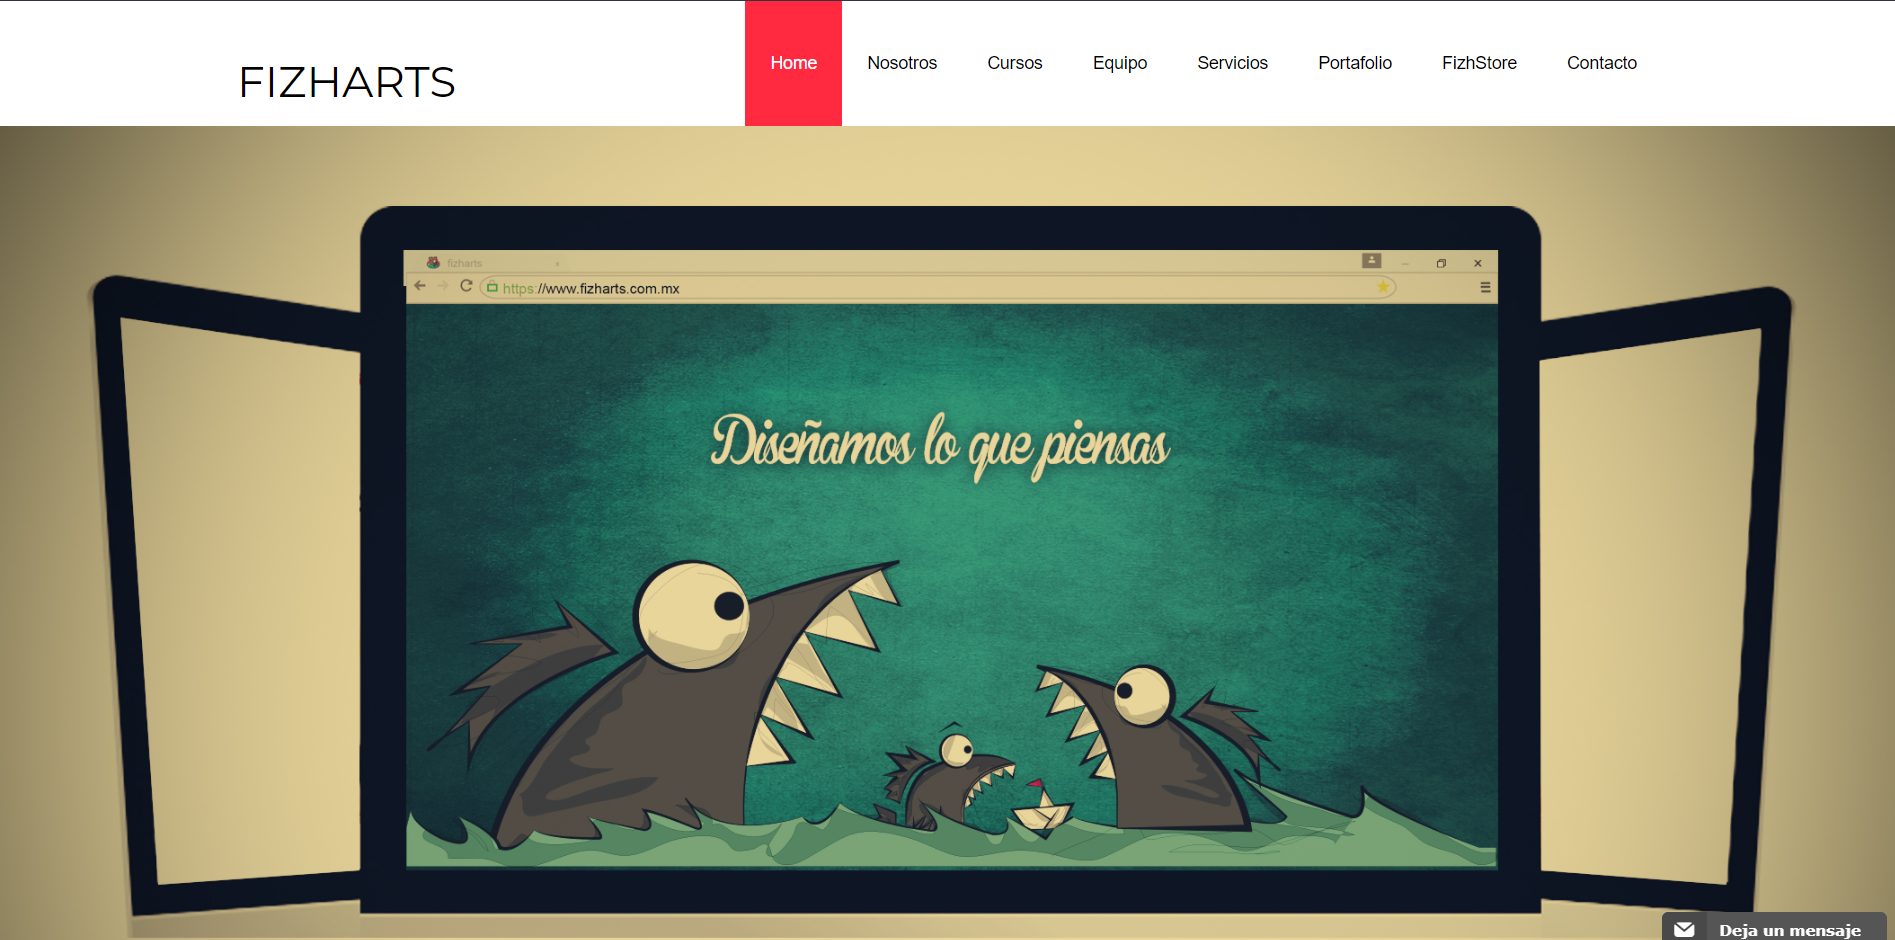 FIZHARTS
Home Nosotros Cursos Equipo Servicios Portafolio FizhStore Contacto
fizharts
https://www.fizharts.com.mx
Diseñamos lo que piensas
Deja un mensaje